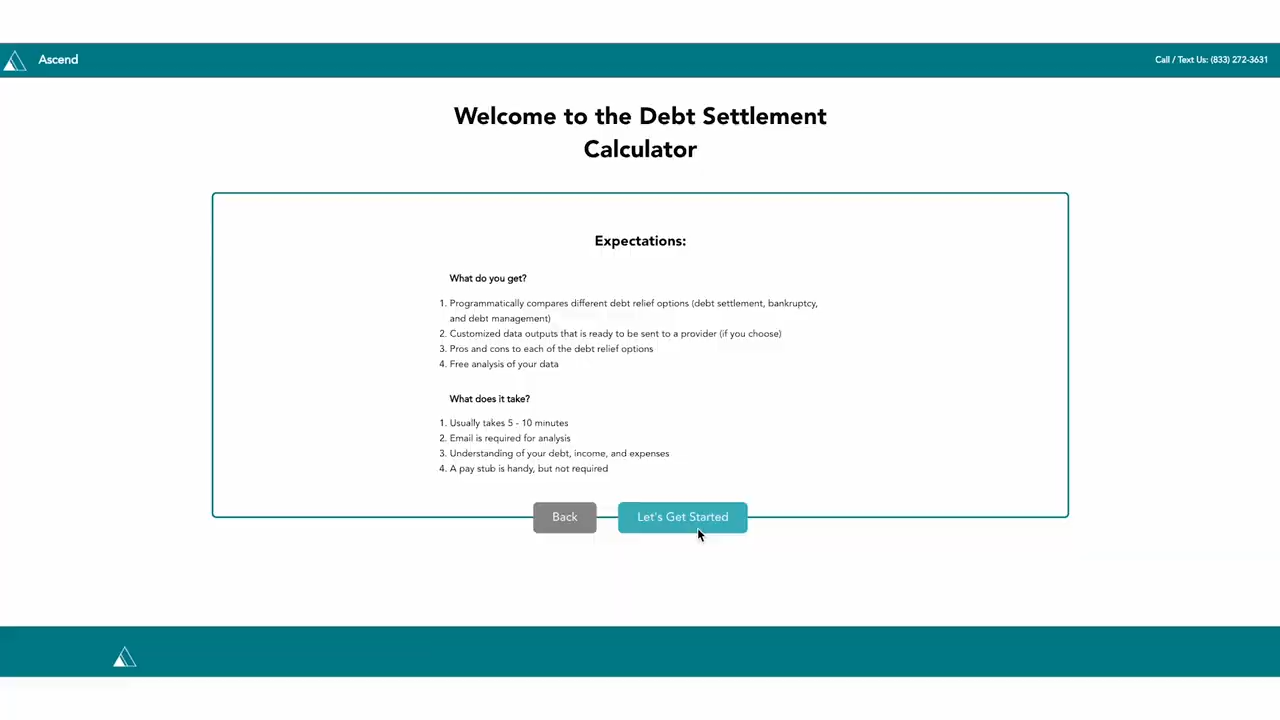 Ascend
Call / Text Us: (833) 272-3631
Welcome to the Debt Settlement
Calculator
Expectations:
What do you get?
1. Programmatically compares different debt relief options (debt settlement, bankruptcy,
and debt management)
2. Customized data outputs that is ready to be sent to a provider (if you choose)
3. Pros and cons to each of the debt relief options
4. Free analysis of your data
What does it take?
1. Usually takes 5 - 10 minutes
2. Email is required for analysis
3. Understanding of your debt, income, and expenses
4. A pay stub is handy, but not required
Back
Let's Get Started